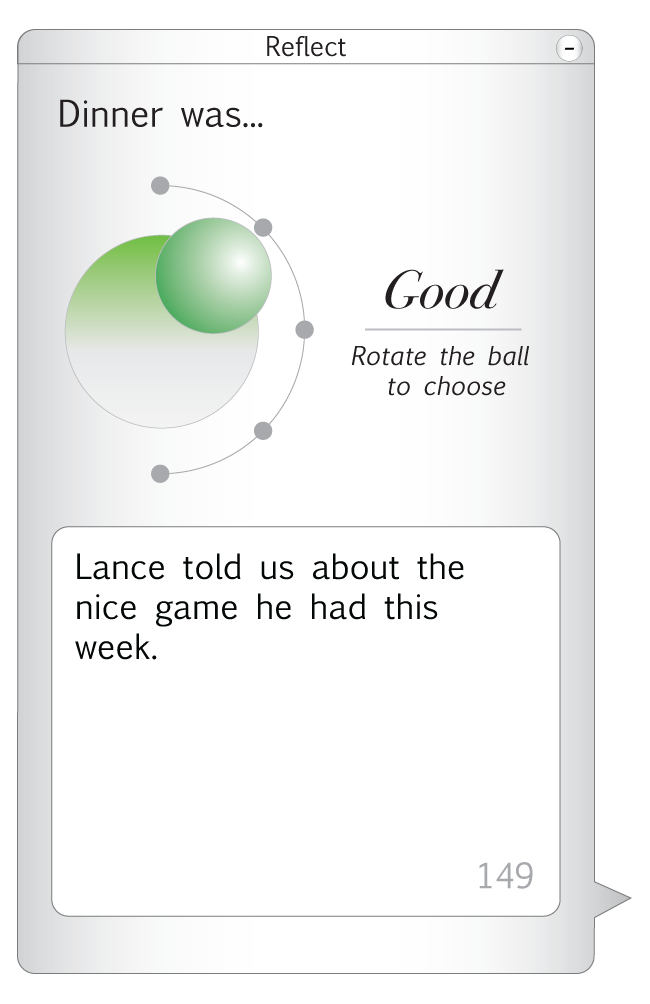 Reflect
-
Dinner was...
Good
Rotate the ball
to choose
Lance told us about the
nice game he had this
week.
149